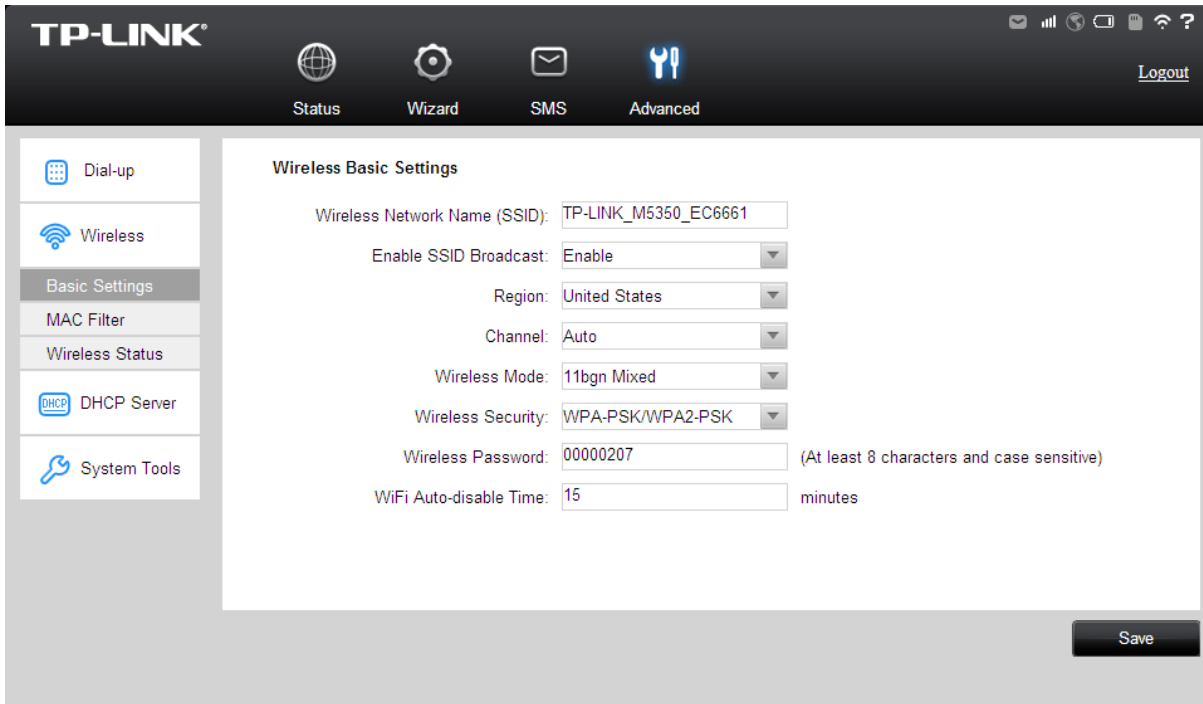 TP-LINK®
?
Logout
Status Wizard SMS Advanced
Dial-up
Wireless
Basic Settings
MAC Filter
Wireless Status
DHCP DHCP Server
System Tools
Wireless Basic Settings
Wireless Network Name (SSID): TP-LINK_M5350_EC6661
Enable SSID Broadcast: Enable
Region: United States
Channel: Auto
Wireless Mode: 11bgn Mixed
Wireless Security: WPA-PSK/WPA2-PSK
Wireless Password: 00000207 (At least 8 characters and case sensitive)
WiFi Auto-disable Time: 15 minutes
Save